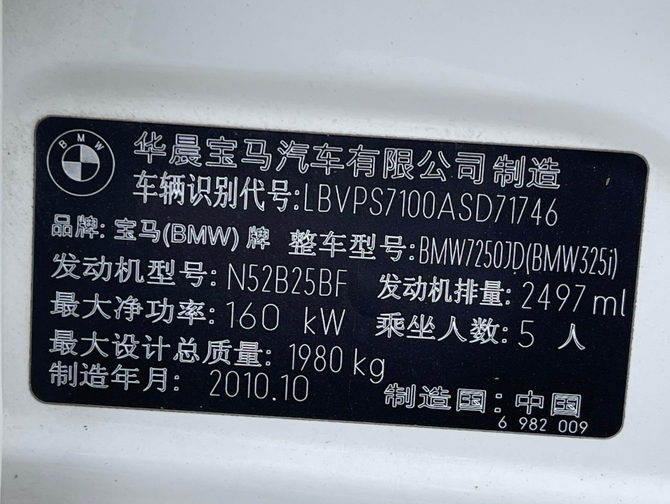 BMW
华晨宝马汽车有限公司 制造
车辆识别代号:LBVPS7100ASD71746
品牌: 宝马(BMW) 牌 整车型号:BMW7250JD(BMW325i)
发动机型号: N52B25BF 发动机排量: 2497 ml
最大净功率: 160 kW 乘坐人数: 5 人
最大设计总质量: 1980 kg
制造年月: 2010.10 制造国: 中国
6 982 009